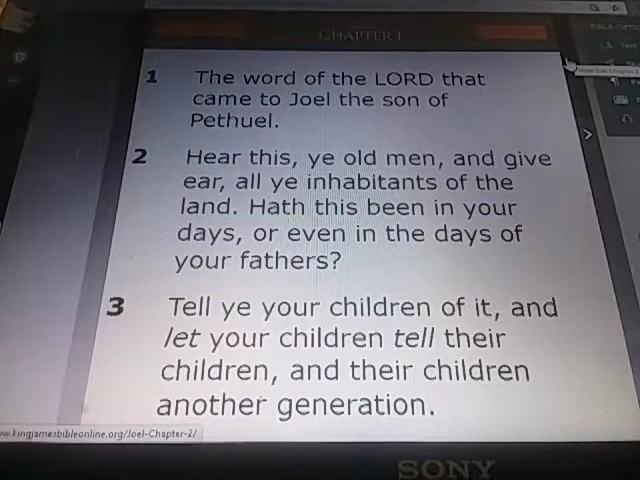 CHAPTER 1
1 The word of the LORD that
came to Joel the son of
Pethuel.
2 Hear this, ye old men, and give
ear, all ye inhabitants of the
land. Hath this been in your
days, or even in the days of
your fathers?
3 Tell ye your children of it, and
let your children tell their
children, and their children
another generation.
kingjamesbibleonline.org/Joel-Chapter-2/
SONY